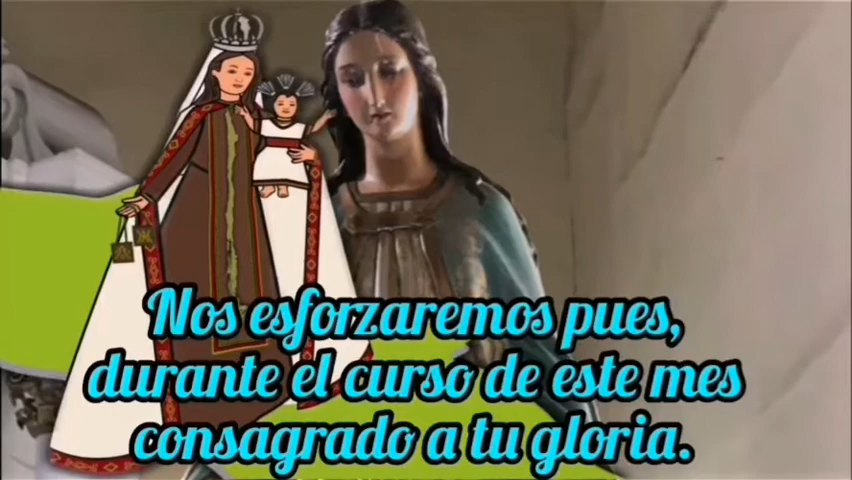 Nos esforzaremos pues,
durante el curso de este mes
consagrado a tu gloria.